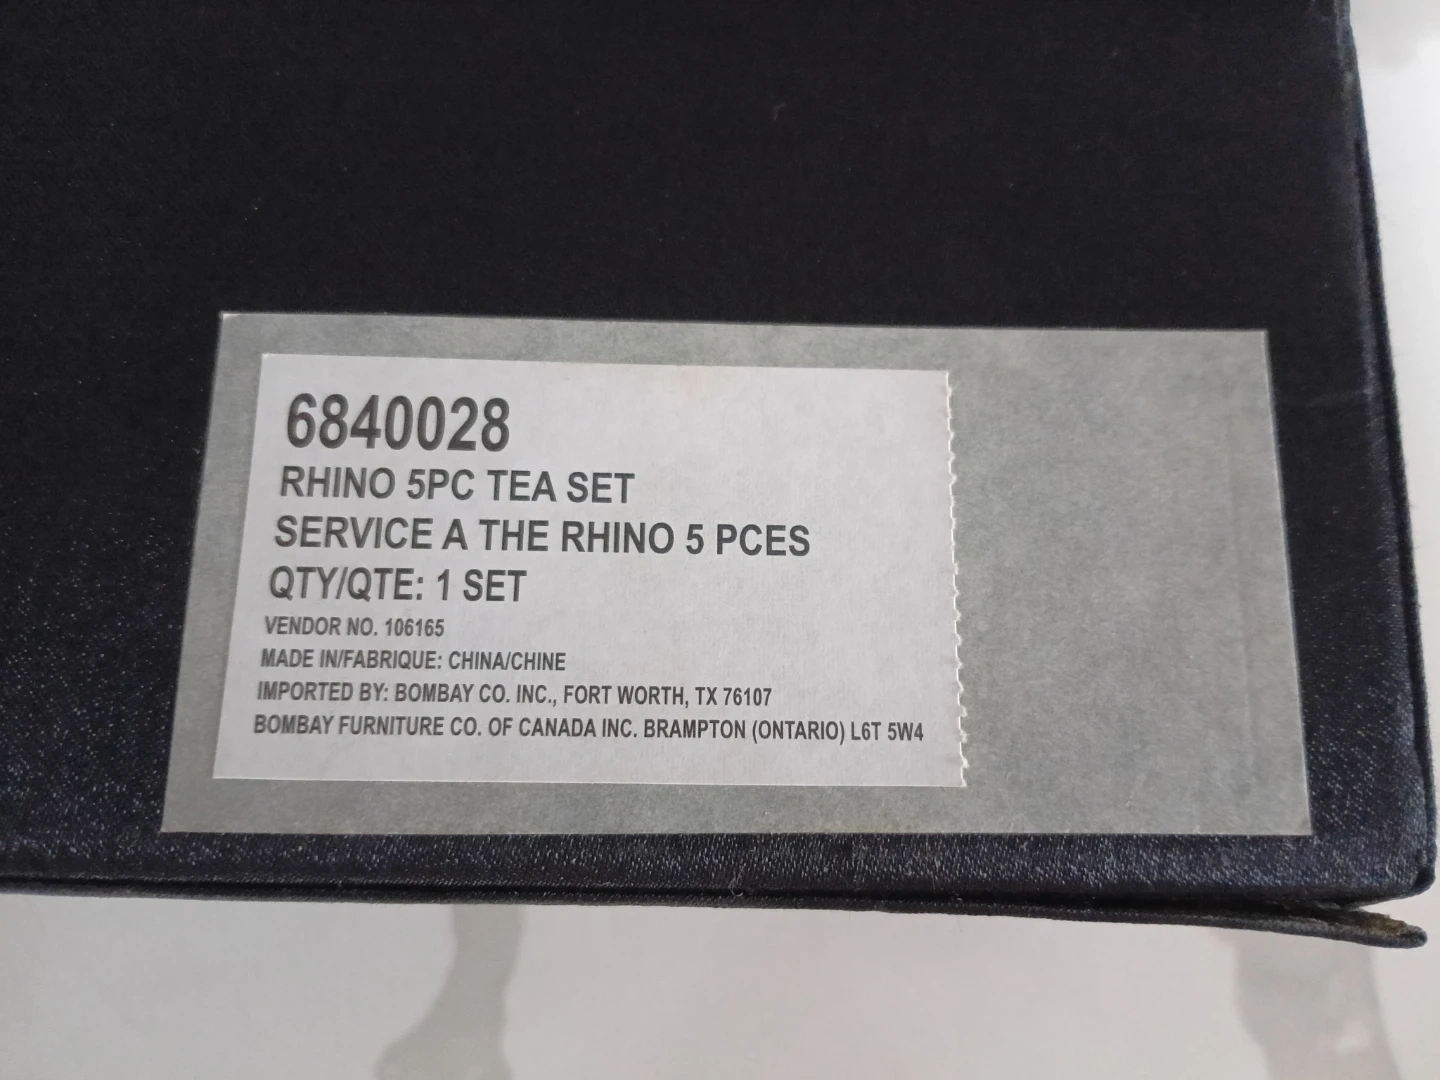 6840028
RHINO 5PC TEA SET
SERVICE A THE RHINO 5 PCES
QTY/QTE: 1 SET
VENDOR NO. 106165
MADE IN/FABRIQUE: CHINA/CHINE
IMPORTED BY: BOMBAY CO. INC., FORT WORTH, TX 76107
BOMBAY FURNITURE CO. OF CANADA INC. BRAMPTON (ONTARIO) L6T 5W4